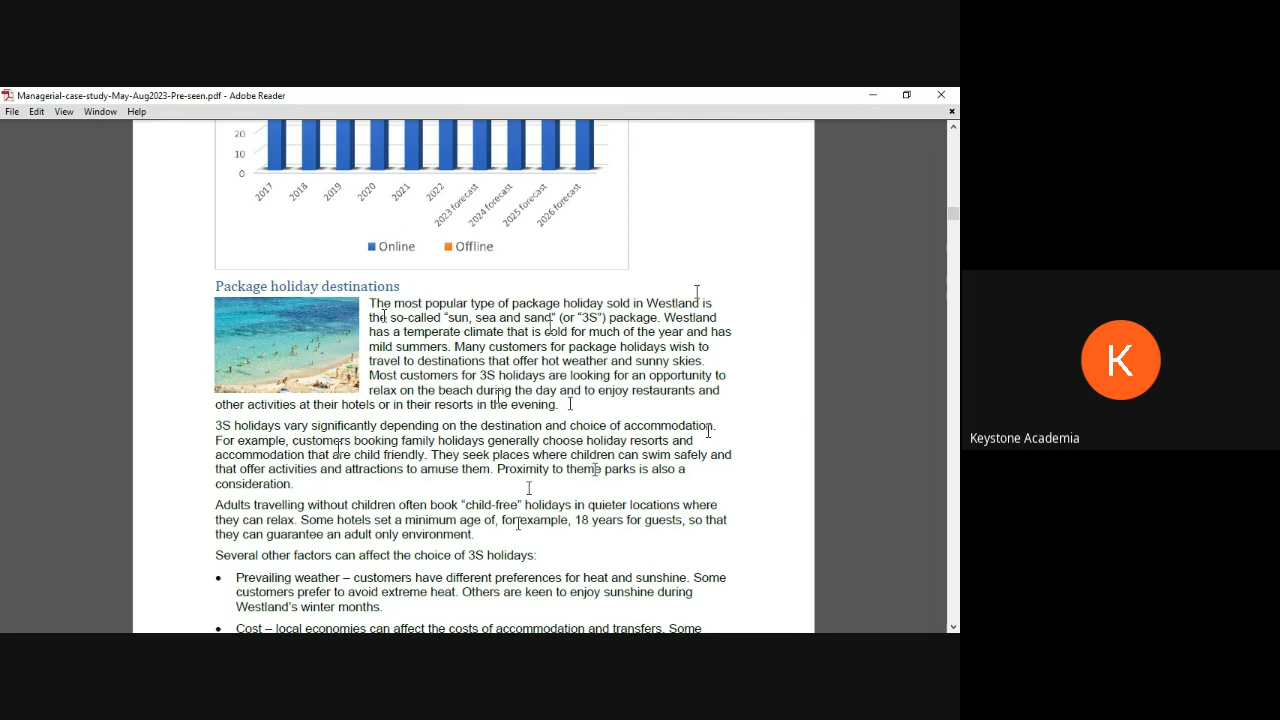 Managerial-case-study-May-Aug2023-Pre-seen.pdf - Adobe Reader
File Edit View Window Help
20
10
0
2017 2018 2019 2020 2021 2022 2023 forecast 2024 forecast 2025 forecast 2026 forecast
Online Offline
Package holiday destinations
The most popular type of package holiday sold in Westland is
the so-called “sun, sea and sand” (or “3S”) package. Westland
has a temperate climate that is cold for much of the year and has
mild summers. Many customers for package holidays wish to
travel to destinations that offer hot weather and sunny skies.
Most customers for 3S holidays are looking for an opportunity to
relax on the beach during the day and to enjoy restaurants and
other activities at their hotels or in their resorts in the evening.
3S holidays vary significantly depending on the destination and choice of accommodation.
For example, customers booking family holidays generally choose holiday resorts and
accommodation that are child friendly. They seek places where children can swim safely and
that offer activities and attractions to amuse them. Proximity to theme parks is also a
consideration.
Adults travelling without children often book “child-free” holidays in quieter locations where
they can relax. Some hotels set a minimum age of, for example, 18 years for guests, so that
they can guarantee an adult only environment.
Several other factors can affect the choice of 3S holidays:
• Prevailing weather – customers have different preferences for heat and sunshine. Some
customers prefer to avoid extreme heat. Others are keen to enjoy sunshine during
Westland’s winter months.
• Cost – local economies can affect the costs of accommodation and transfers. Some
K
Keystone Academia